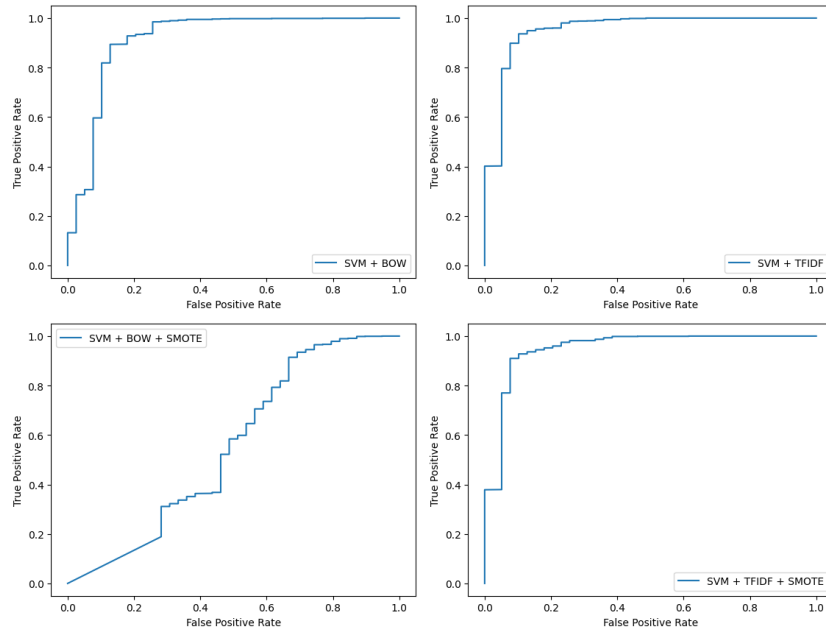 1.0
0.8
0.6
0.4
0.2
0.0
True Positive Rate
0.0 0.2 0.4 0.6 0.8 1.0
False Positive Rate
SVM + BOW
1.0
0.8
0.6
0.4
0.2
0.0
True Positive Rate
0.0 0.2 0.4 0.6 0.8 1.0
False Positive Rate
SVM + TFIDF
1.0
0.8
0.6
0.4
0.2
0.0
True Positive Rate
SVM + BOW + SMOTE
0.0 0.2 0.4 0.6 0.8 1.0
False Positive Rate
1.0
0.8
0.6
0.4
0.2
0.0
True Positive Rate
SVM + TFIDF + SMOTE
0.0 0.2 0.4 0.6 0.8 1.0
False Positive Rate